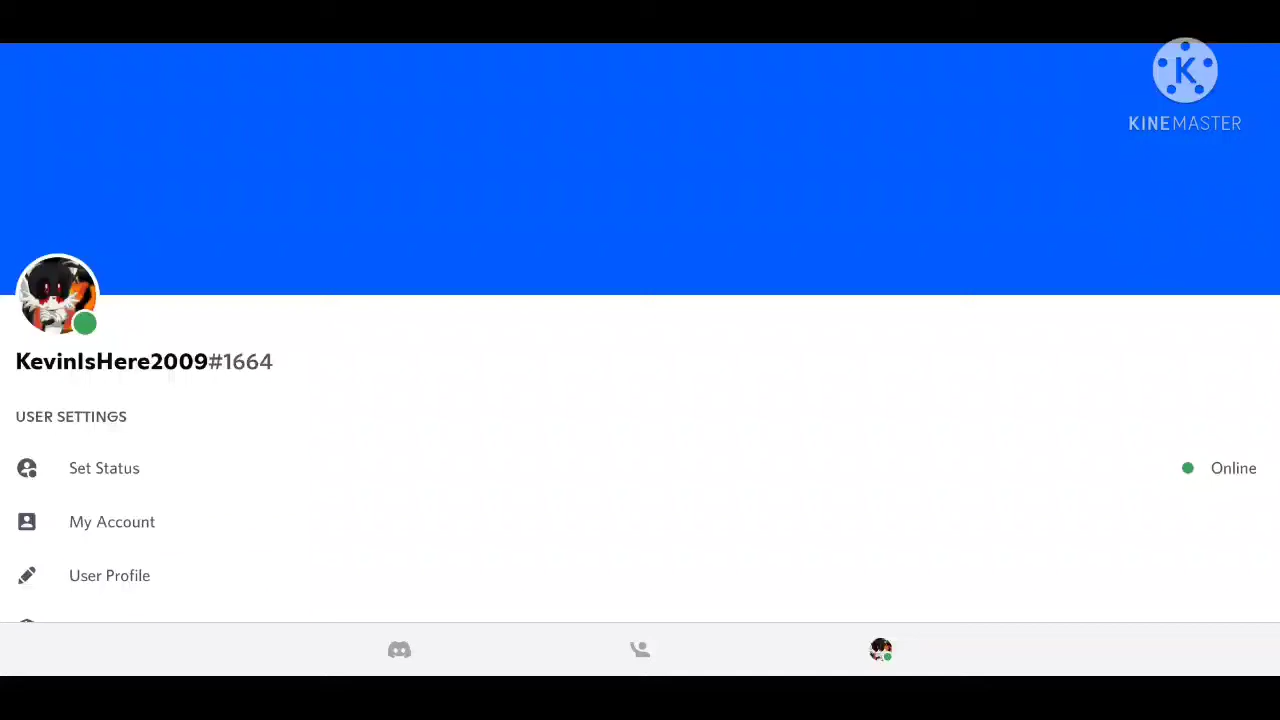 K
KINEMASTER
KevinIsHere2009#1664
USER SETTINGS
Set Status
Online
My Account
User Profile